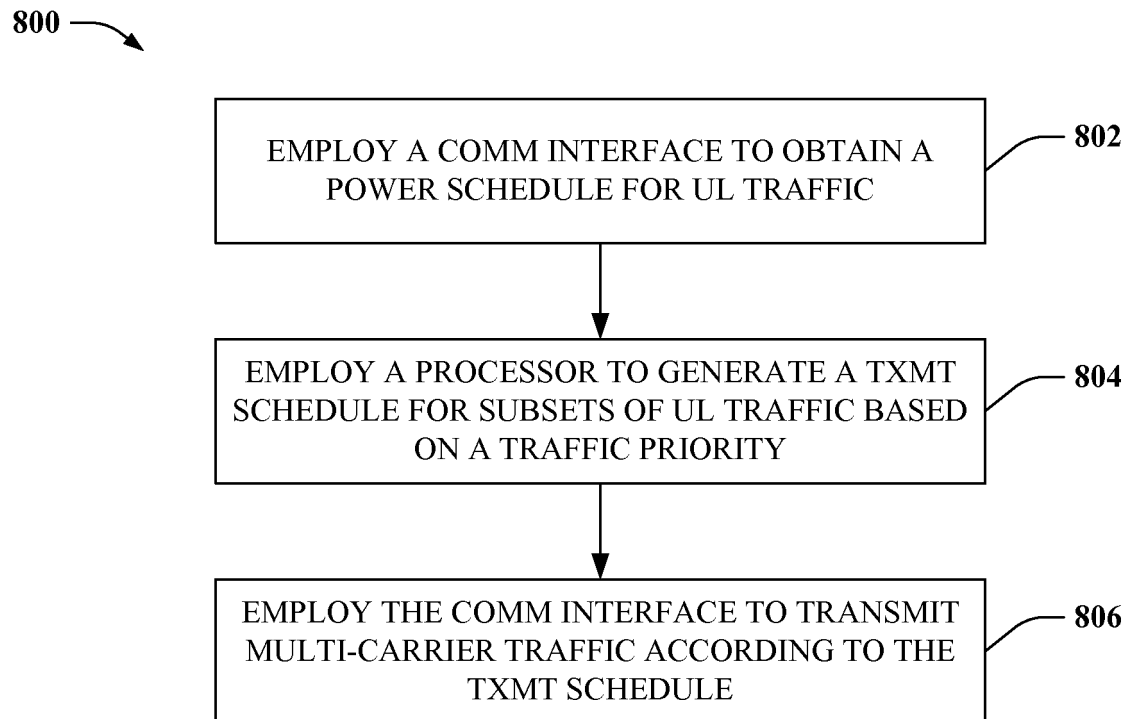 800
EMPLOY A COMM INTERFACE TO OBTAIN A
POWER SCHEDULE FOR UL TRAFFIC
802
EMPLOY A PROCESSOR TO GENERATE A TXMT
SCHEDULE FOR SUBSETS OF UL TRAFFIC BASED
ON A TRAFFIC PRIORITY
804
EMPLOY THE COMM INTERFACE TO TRANSMIT
MULTI-CARRIER TRAFFIC ACCORDING TO THE
TXMT SCHEDULE
806